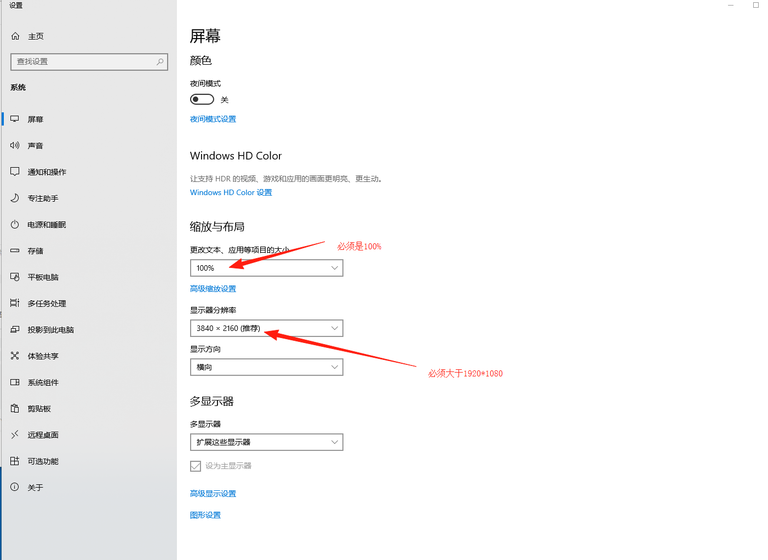 设置
主页
查找设置
系统
屏幕
声音
通知和操作
专注助手
电源和睡眠
存储
平板电脑
多任务处理
投影到此电脑
体验共享
系统组件
剪贴板
远程桌面
可选功能
关于
屏幕
颜色
夜间模式
关
夜间模式设置
Windows HD Color
让支持 HDR 的视频、游戏和应用的画面更明亮、更生动。
Windows HD Color 设置
缩放与布局
更改文本、应用等项目的大小
必须是100%
100%
高级缩放设置
显示器分辨率
3840 × 2160 (推荐)
显示方向
横向
必须大于1920*1080
多显示器
多显示器
扩展这些显示器
设为主显示器
高级显示设置
图形设置